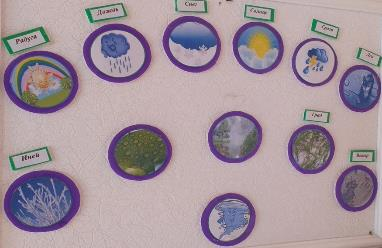 Радуга
Дождь
Снег
Солнце
Гроза
Иней
Град
Ветер